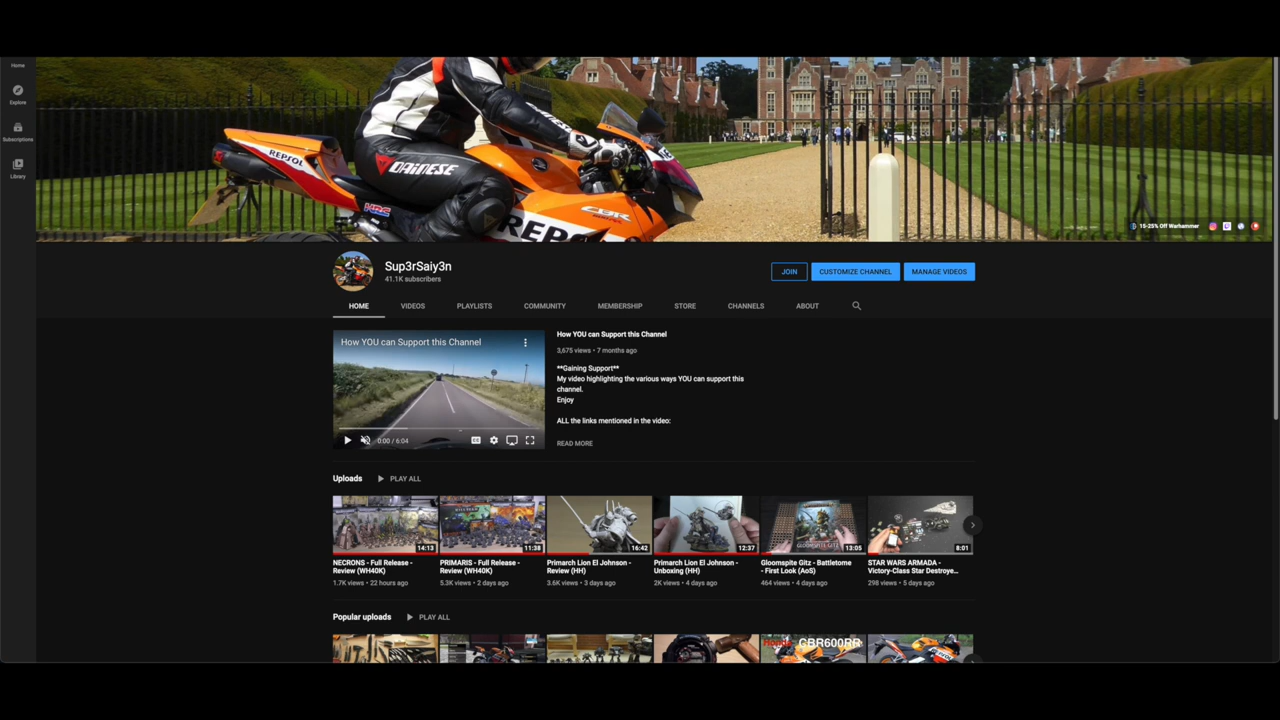 Home
Explore
Subscriptions
Library
REPSOL
DAINESE
HRC
CBR
REPS
15-25% Off Warhammer
Sup3rSaiy3n
41.1K subscribers
JOIN
CUSTOMIZE CHANNEL
MANAGE VIDEOS
HOME VIDEOS PLAYLISTS COMMUNITY MEMBERSHIP STORE CHANNELS ABOUT
How YOU can Support this Channel
0:00 / 6:04
How YOU can Support this Channel
3,675 views • 7 months ago
**Gaining Support**
My video highlighting the various ways YOU can support this
channel.
Enjoy
ALL the links mentioned in the video:
READ MORE
Uploads PLAY ALL
14:13
NECRONS - Full Release -
Review (WH40K)
1.7K views • 22 hours ago
11:38
PRIMARIS - Full Release -
Review (WH40K)
5.3K views • 2 days ago
16:42
Primarch Lion El Johnson -
Review (HH)
3.6K views • 3 days ago
12:37
Primarch Lion El Johnson -
Unboxing (HH)
2K views • 4 days ago
GLOOMSPITE GITZ
13:05
Gloomspite Gitz - Battletome
- First Look (AoS)
464 views • 4 days ago
8:01
STAR WARS ARMADA -
Victory-Class Star Destroye...
298 views • 5 days ago
Popular uploads PLAY ALL
Honda CBR600RR